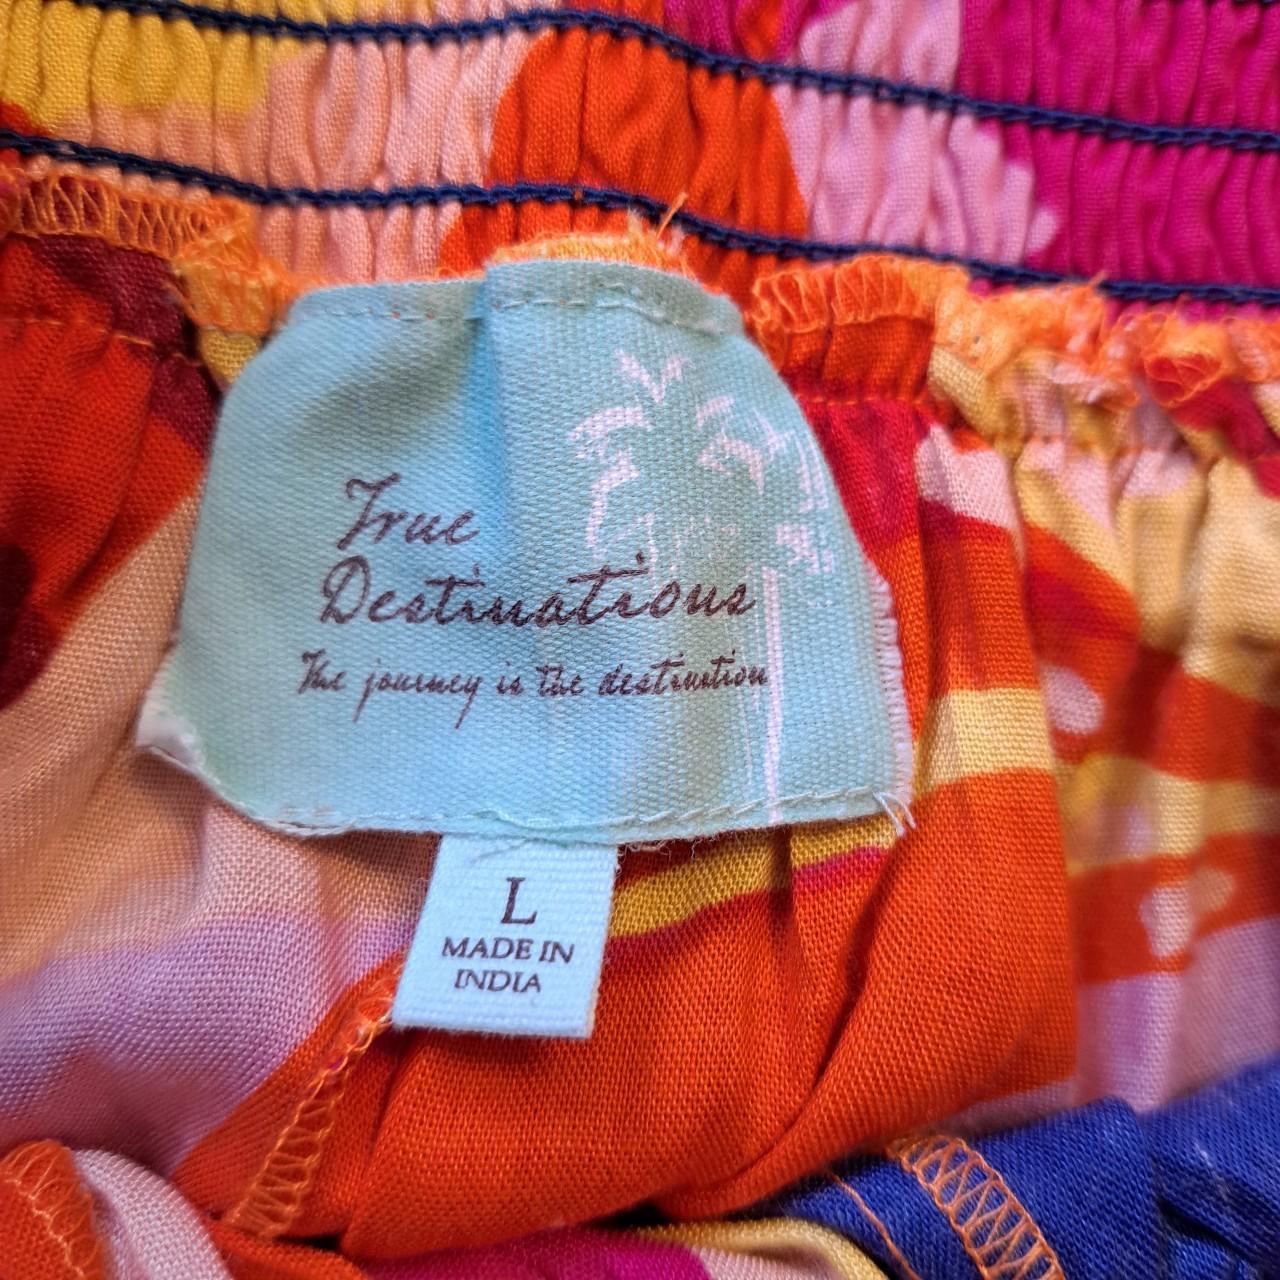 True
Destinations
The journey is the destination
L
MADE IN
INDIA